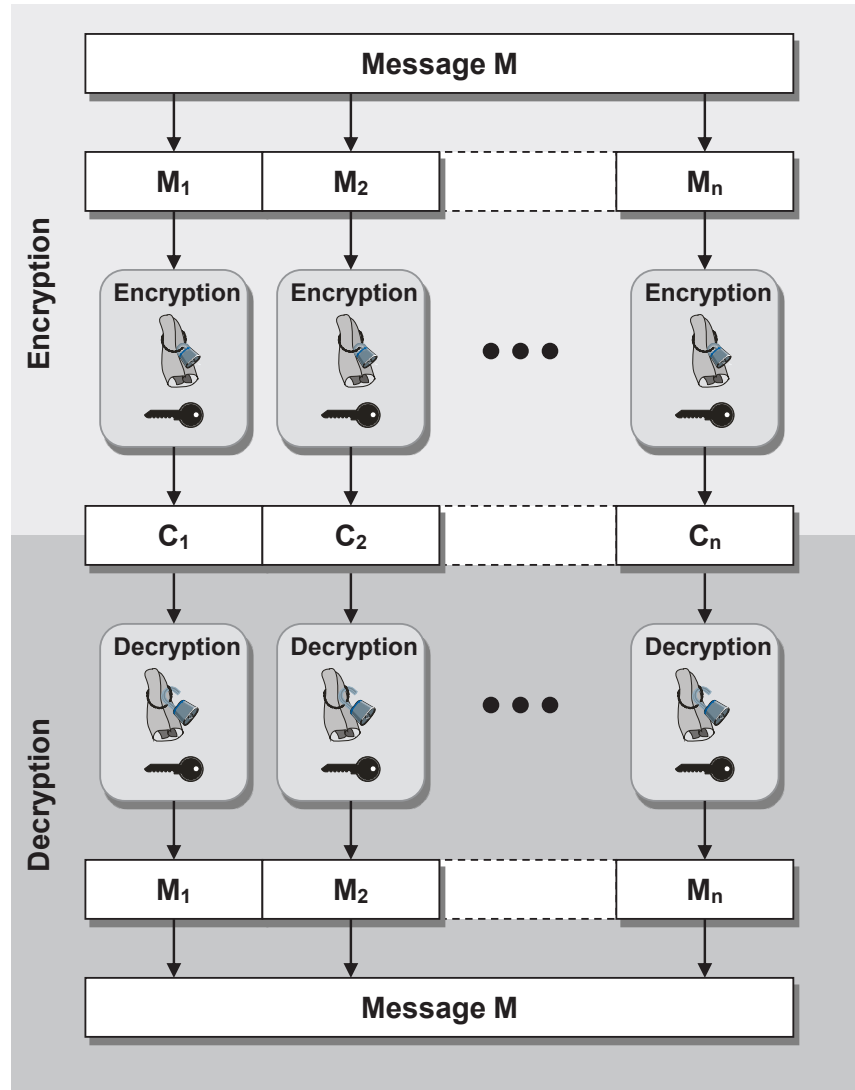 Message M
M₁ M₂ Mₙ
Encryption
Encryption Encryption Encryption
C₁ C₂ Cₙ
Decryption
Decryption Decryption Decryption
M₁ M₂ Mₙ
Message M